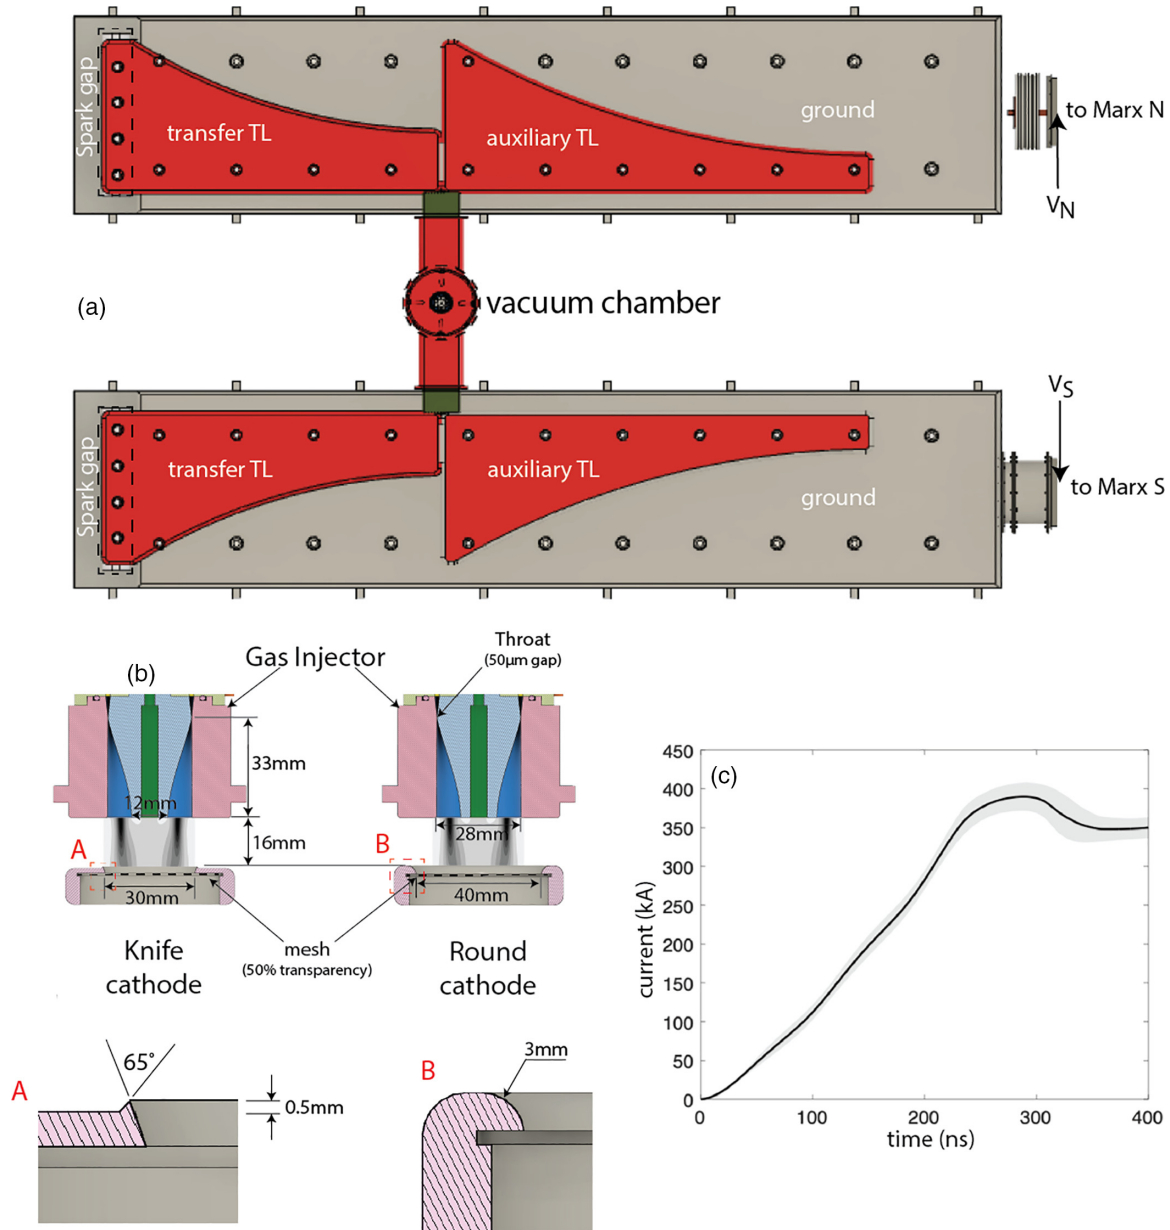 Spark gap
transfer TL
auxiliary TL
ground
to Marx N
V_N
(a)
vacuum chamber
V_S
Spark gap
transfer TL
auxiliary TL
ground
to Marx S
(b)
Gas Injector
Throat
(50μm gap)
33mm
12mm
16mm
28mm
A
B
30mm
40mm
Knife
cathode
mesh
(50% transparency)
Round
cathode
A
65°
0.5mm
B
3mm
(c)
450
400
350
300
250
200
150
100
50
0
current (kA)
0 100 200 300 400
time (ns)